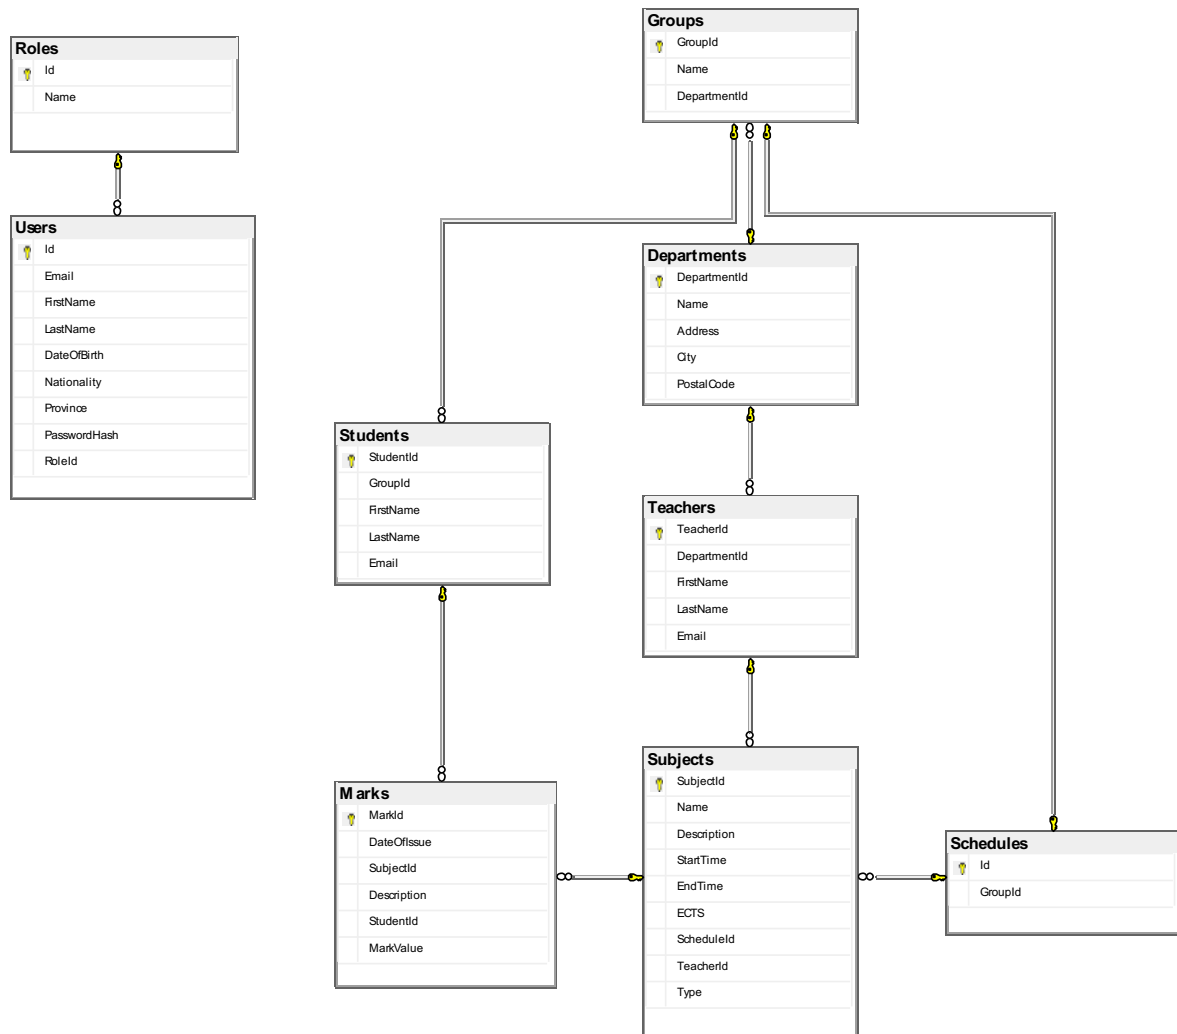 Roles
Id
Name
Users
Id
Email
FirstName
LastName
DateOfBirth
Nationality
Province
PasswordHash
RoleId
Groups
GroupId
Name
DepartmentId
Departments
DepartmentId
Name
Address
City
PostalCode
Students
StudentId
GroupId
FirstName
LastName
Email
Teachers
TeacherId
DepartmentId
FirstName
LastName
Email
Marks
MarkId
DateOfIssue
SubjectId
Description
StudentId
MarkValue
Subjects
SubjectId
Name
Description
StartTime
EndTime
ECTS
ScheduleId
TeacherId
Type
Schedules
Id
GroupId